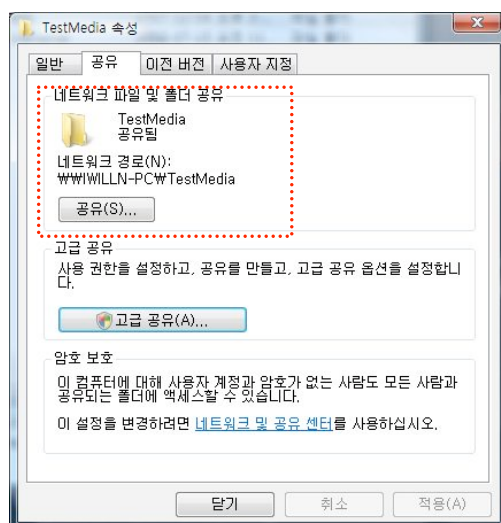 TestMedia 속성
일반 공유 이전 버전 사용자 지정
네트워크 파일 및 폴더 공유
TestMedia
공유됨
네트워크 경로(N):
₩₩IWILLN-PC₩TestMedia
공유(S)...
고급 공유
사용 권한을 설정하고, 공유를 만들고, 고급 공유 옵션을 설정합니
다.
고급 공유(A)...
암호 보호
이 컴퓨터에 대해 사용자 계정과 암호가 없는 사람도 모든 사람과
공유되는 폴더에 액세스할 수 있습니다.
이 설정을 변경하려면 네트워크 및 공유 센터를 사용하십시오.
닫기 취소 적용(A)